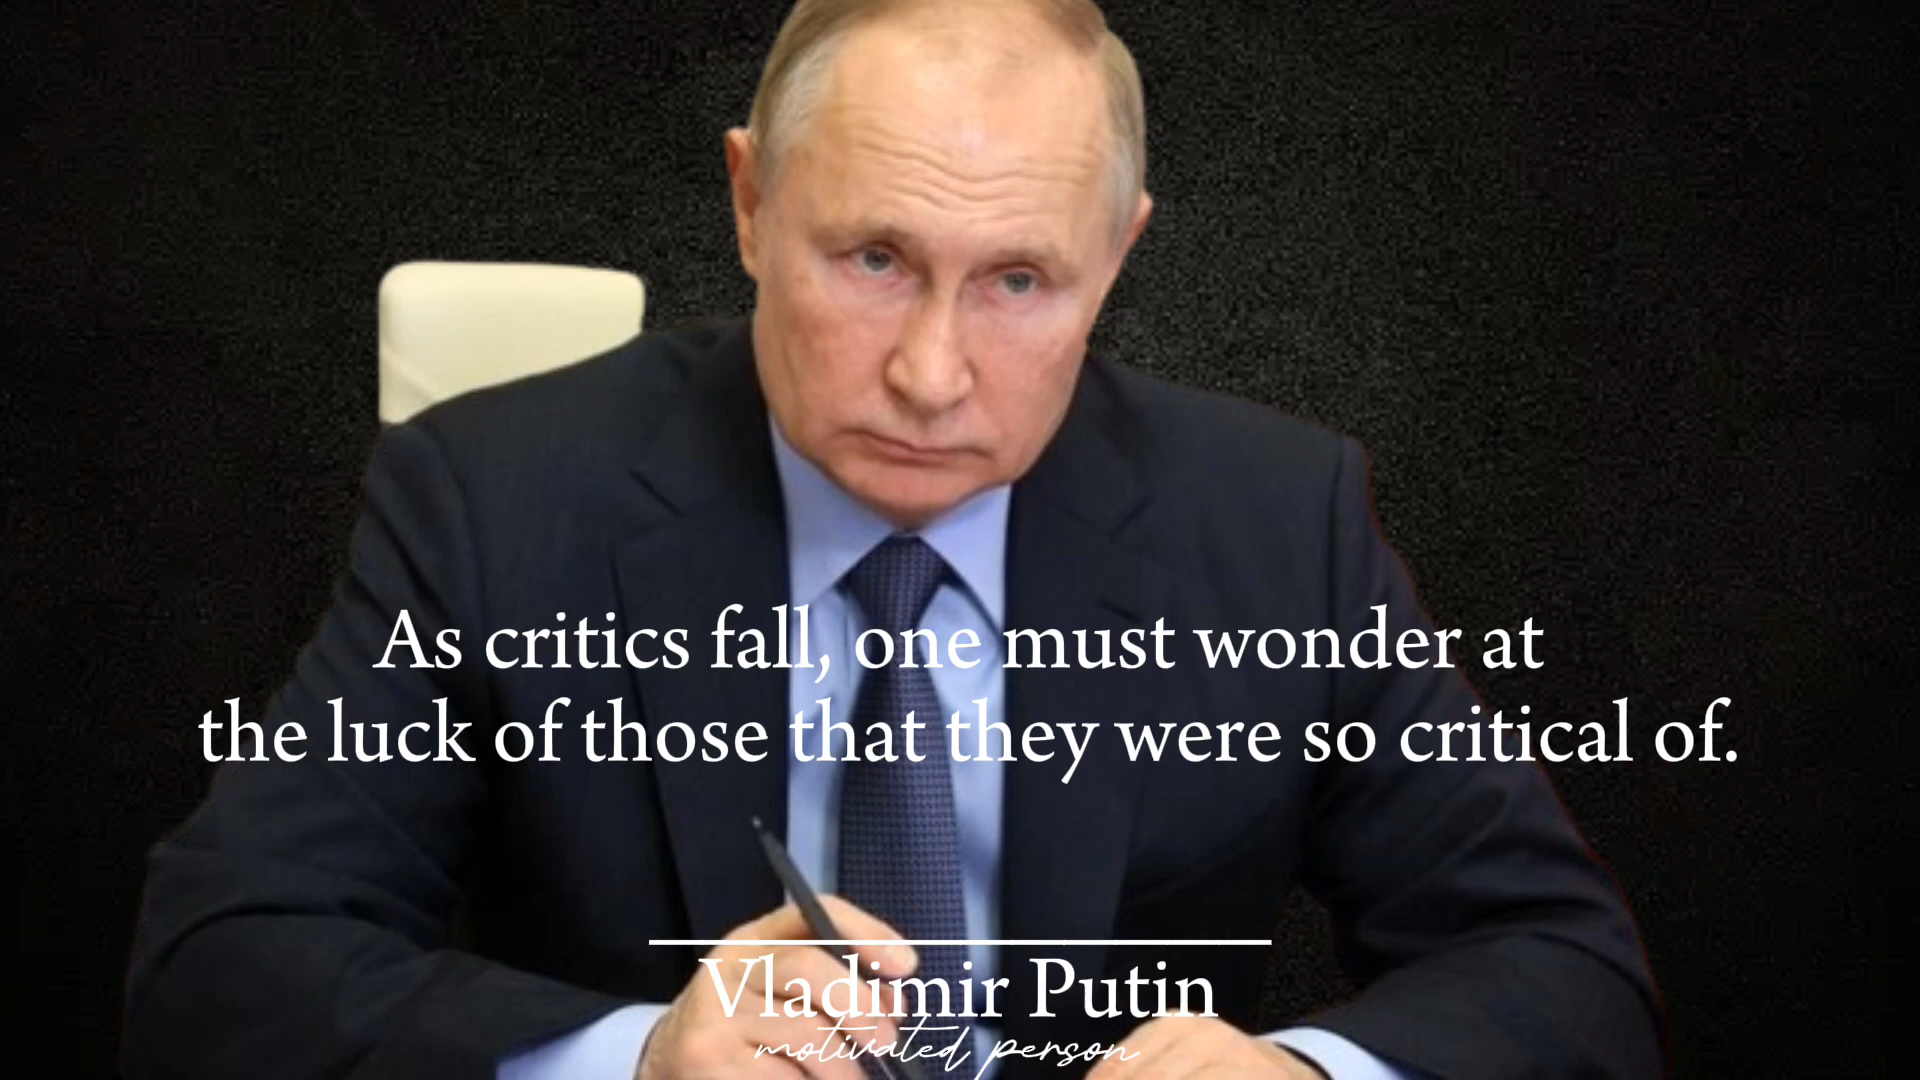 As critics fall, one must wonder at
the luck of those that they were so critical of.
Vladimir Putin
motivated person